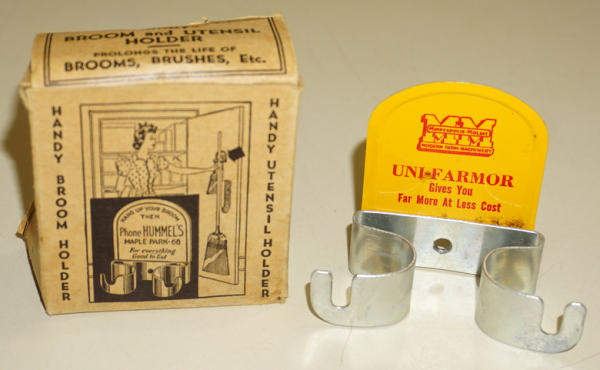 BROOM and UTENSIL
HOLDER
PROLONGS THE LIFE OF
BROOMS, BRUSHES, Etc.
HANDY BROOM HOLDER
HANG UP YOUR BROOM
THEN
Phone HUMMEL'S
MAPLE PARK-68
For everything
Good to Eat
HANDY UTENSIL HOLDER
MM
MINNEAPOLIS-MOLINE
MODERN FARM MACHINERY
UNI-FARMOR
Gives You
Far More At Less Cost